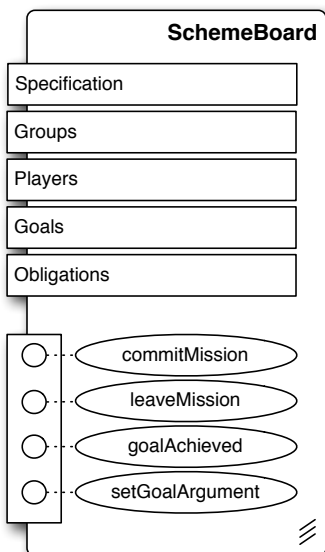 SchemeBoard
Specification
Groups
Players
Goals
Obligations
commitMission
leaveMission
goalAchieved
setGoalArgument